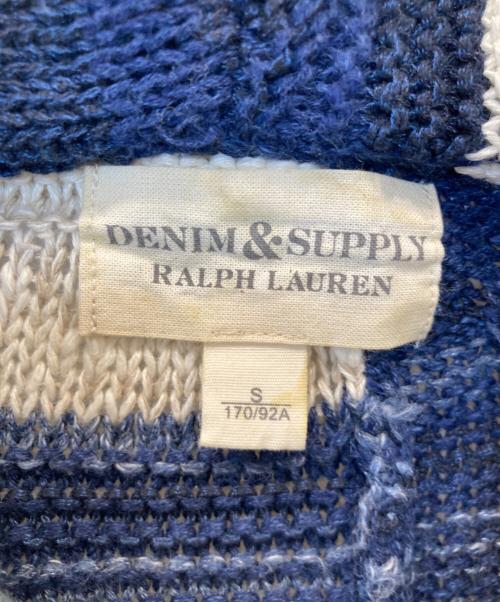 DENIM&SUPPLY
RALPH LAUREN
S
170/92A